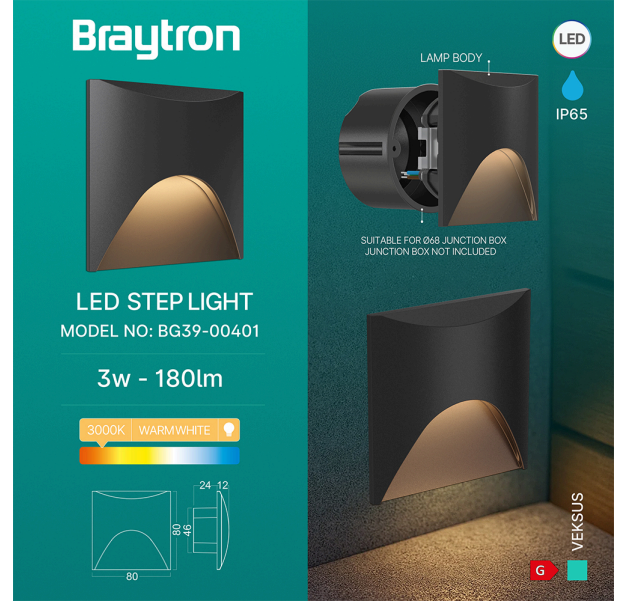 Braytron
LED STEP LIGHT
MODEL NO: BG39-00401
3w - 180lm
3000K WARMWHITE
24 12
80
46
80
LAMP BODY
LED
IP65
SUITABLE FOR Ø68 JUNCTION BOX
JUNCTION BOX NOT INCLUDED
VEKSUS
G